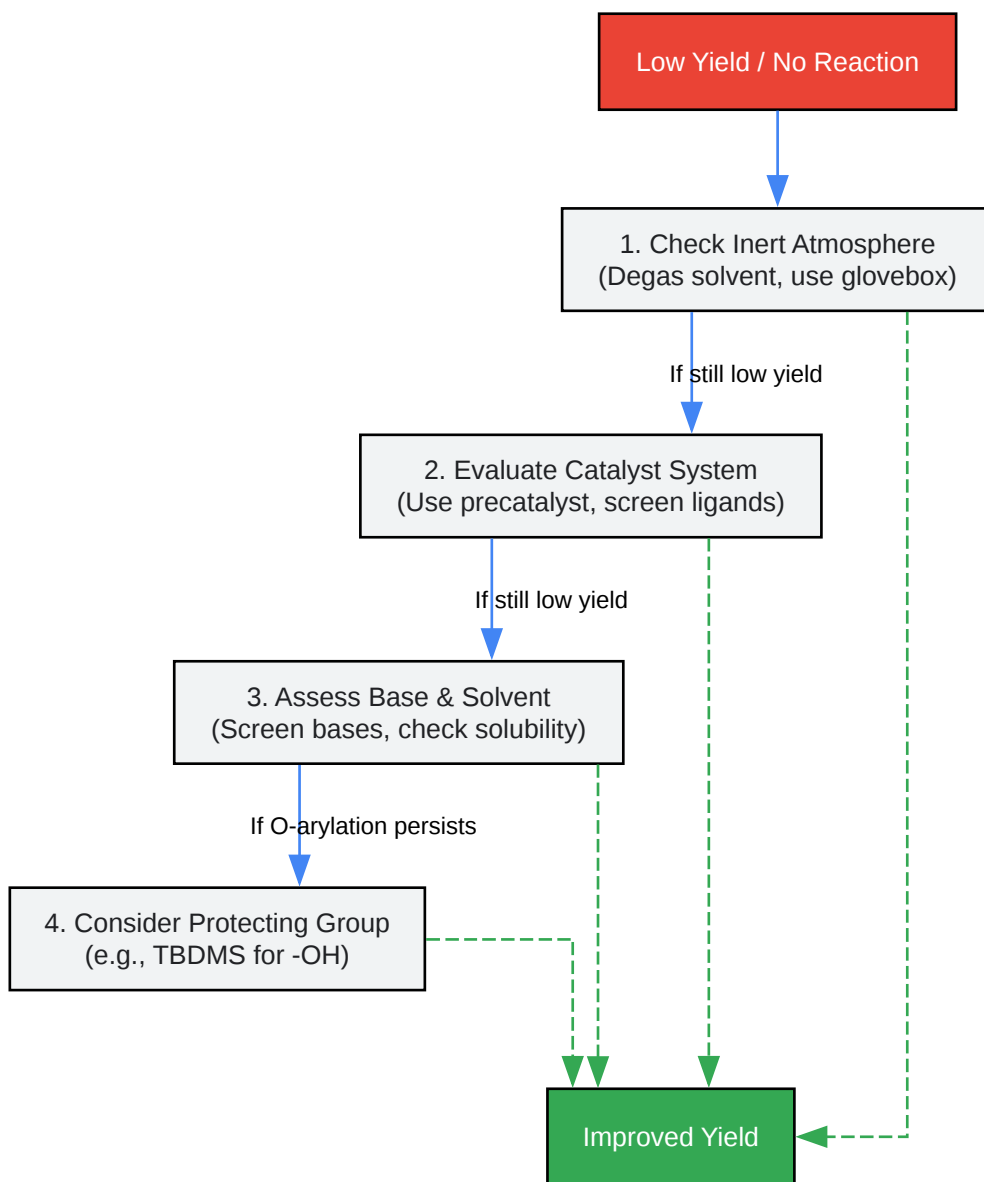 Low Yield / No Reaction
1. Check Inert Atmosphere
(Degas solvent, use glovebox)
If still low yield
2. Evaluate Catalyst System
(Use precatalyst, screen ligands)
If still low yield
3. Assess Base & Solvent
(Screen bases, check solubility)
If O-arylation persists
4. Consider Protecting Group
(e.g., TBDMS for -OH)
Improved Yield